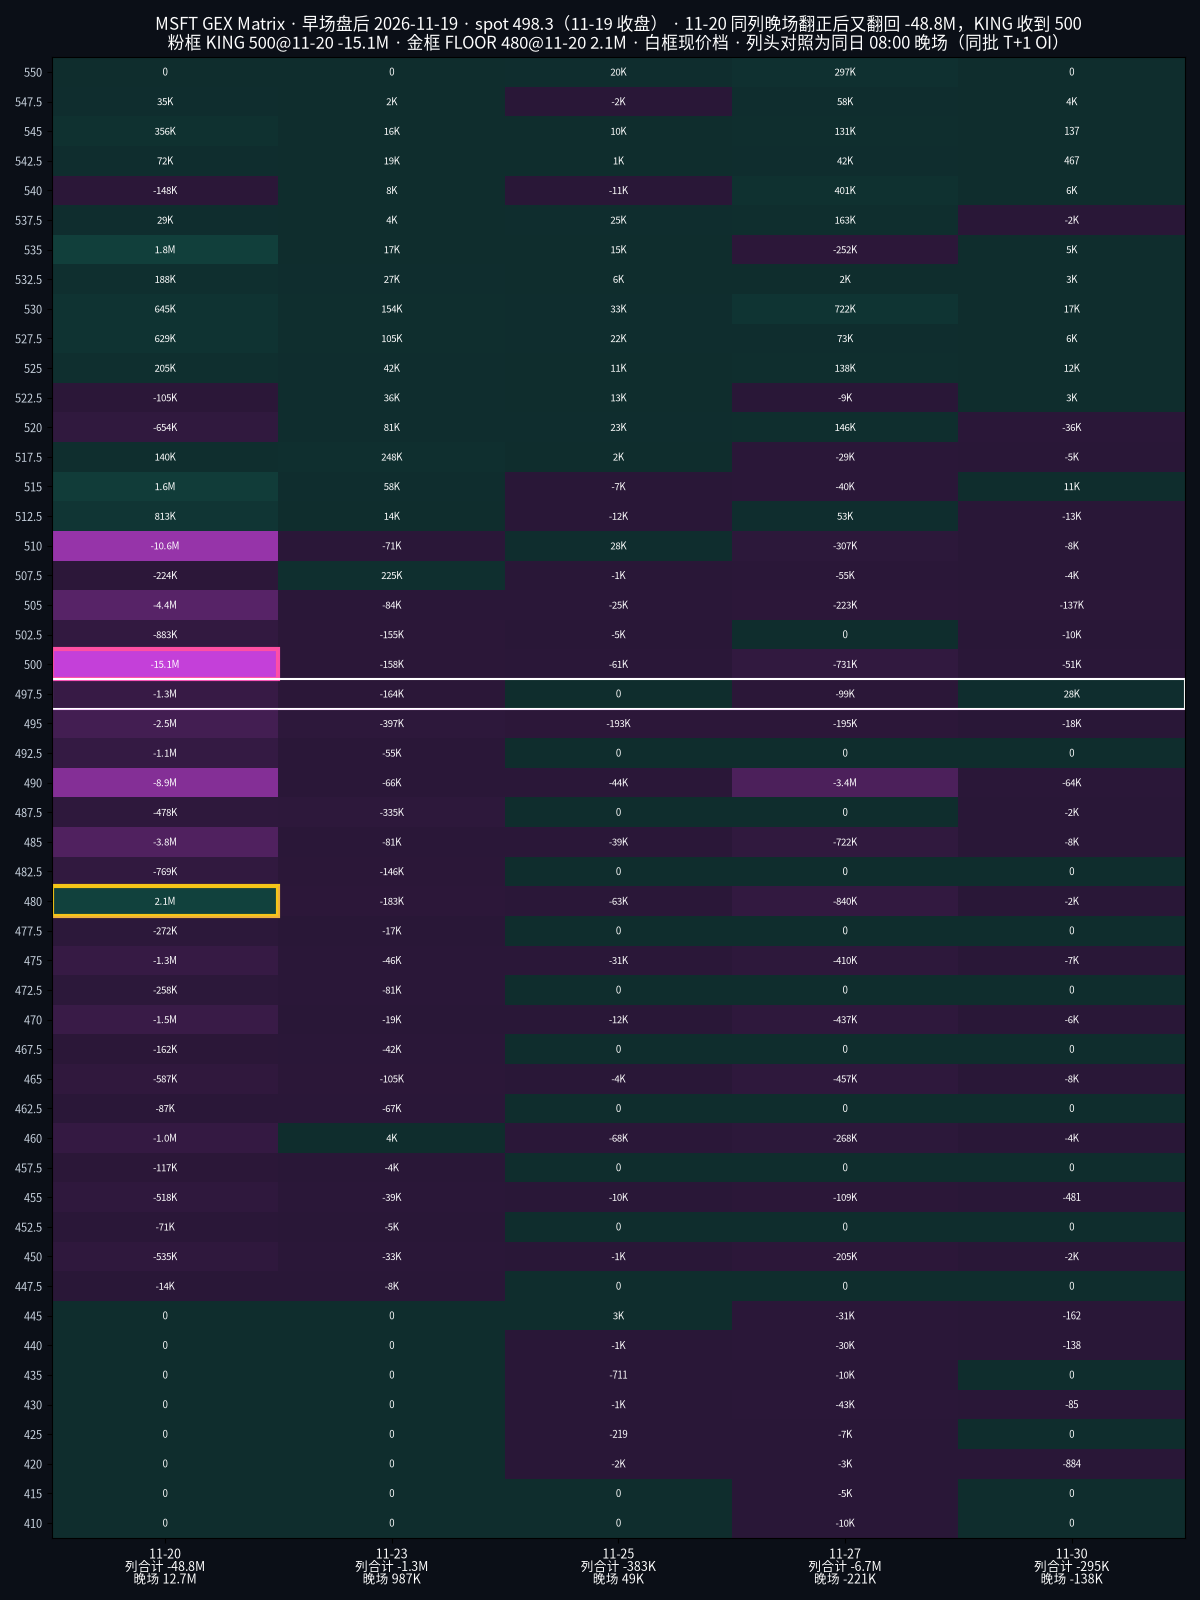 MSFT GEX Matrix · 早场盘后 2026-11-19 · spot 498.3（11-19 收盘） · 11-20 同列晚场翻正后又翻回 -48.8M，KING 收到 500
粉框 KING 500@11-20 -15.1M · 金框 FLOOR 480@11-20 2.1M · 白框现价档 · 列头对照为同日 08:00 晚场（同批 T+1 OI）
550 0 0 20K 297K 0
547.5 35K 2K -2K 58K 4K
545 356K 16K 10K 131K 137
542.5 72K 19K 1K 42K 467
540 -148K 8K -11K 401K 6K
537.5 29K 4K 25K 163K -2K
535 1.8M 17K 15K -252K 5K
532.5 188K 27K 6K 2K 3K
530 645K 154K 33K 722K 17K
527.5 629K 105K 22K 73K 6K
525 205K 42K 11K 138K 12K
522.5 -105K 36K 13K -9K 3K
520 -654K 81K 23K 146K -36K
517.5 140K 248K 2K -29K -5K
515 1.6M 58K -7K -40K 11K
512.5 813K 14K -12K 53K -13K
510 -10.6M -71K 28K -307K -8K
507.5 -224K 225K -1K -55K -4K
505 -4.4M -84K -25K -223K -137K
502.5 -883K -155K -5K 0 -10K
500 -15.1M -158K -61K -731K -51K
497.5 -1.3M -164K 0 -99K 28K
495 -2.5M -397K -193K -195K -18K
492.5 -1.1M -55K 0 0 0
490 -8.9M -66K -44K -3.4M -64K
487.5 -478K -335K 0 0 -2K
485 -3.8M -81K -39K -722K -8K
482.5 -769K -146K 0 0 0
480 2.1M -183K -63K -840K -2K
477.5 -272K -17K 0 0 0
475 -1.3M -46K -31K -410K -7K
472.5 -258K -81K 0 0 0
470 -1.5M -19K -12K -437K -6K
467.5 -162K -42K 0 0 0
465 -587K -105K -4K -457K -8K
462.5 -87K -67K 0 0 0
460 -1.0M 4K -68K -268K -4K
457.5 -117K -4K 0 0 0
455 -518K -39K -10K -109K -481
452.5 -71K -5K 0 0 0
450 -535K -33K -1K -205K -2K
447.5 -14K -8K 0 0 0
445 0 0 3K -31K -162
440 0 0 -1K -30K -138
435 0 0 -711 -10K 0
430 0 0 -1K -43K -85
425 0 0 -219 -7K 0
420 0 0 -2K -3K -884
415 0 0 0 -5K 0
410 0 0 0 -10K 0
11-20 11-23 11-25 11-27 11-30
列合计 -48.8M 列合计 -1.3M 列合计 -383K 列合计 -6.7M 列合计 -295K
晚场 12.7M 晚场 987K 晚场 49K 晚场 -221K 晚场 -138K